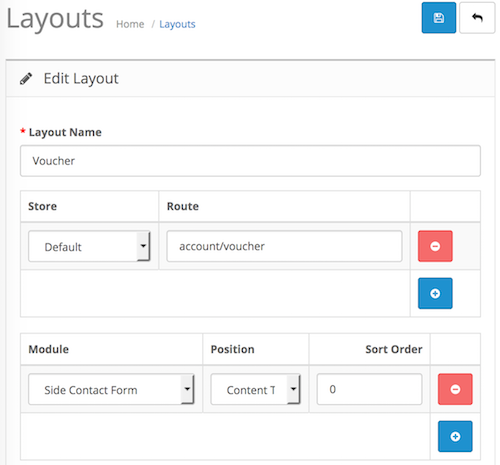 Layouts Home / Layouts
Edit Layout
* Layout Name
Voucher
Store Route
Default account/voucher
Module Position Sort Order
Side Contact Form Content T 0